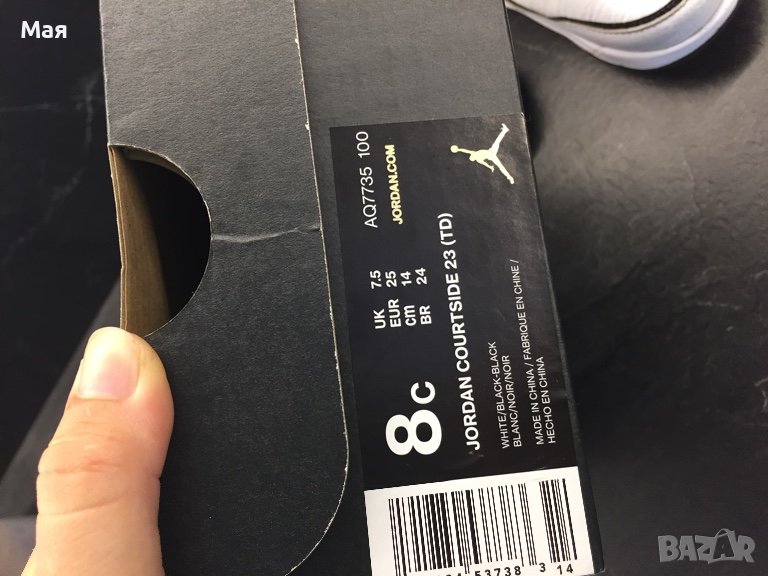 Мая
AQ7735 100
JORDAN.COM
UK 7.5
EUR 25
cm 14
BR 24
8C
JORDAN COURTSIDE 23 (TD)
WHITE/BLACK-BLACK
BLANC/NOIR/NOIR
MADE IN CHINA / FABRIQUE EN CHINE /
HECHO EN CHINA
53738 3 14
BAZAR